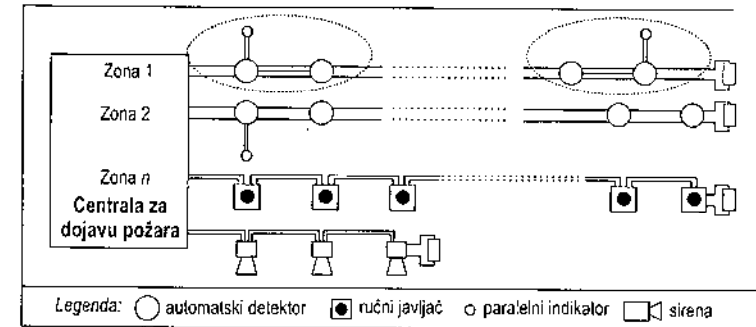 Zona 1
Zona 2
Zona n
Centrala za
dojavu požara
Legenda: automatski detektor ručni javljač paralelni indikator sirena